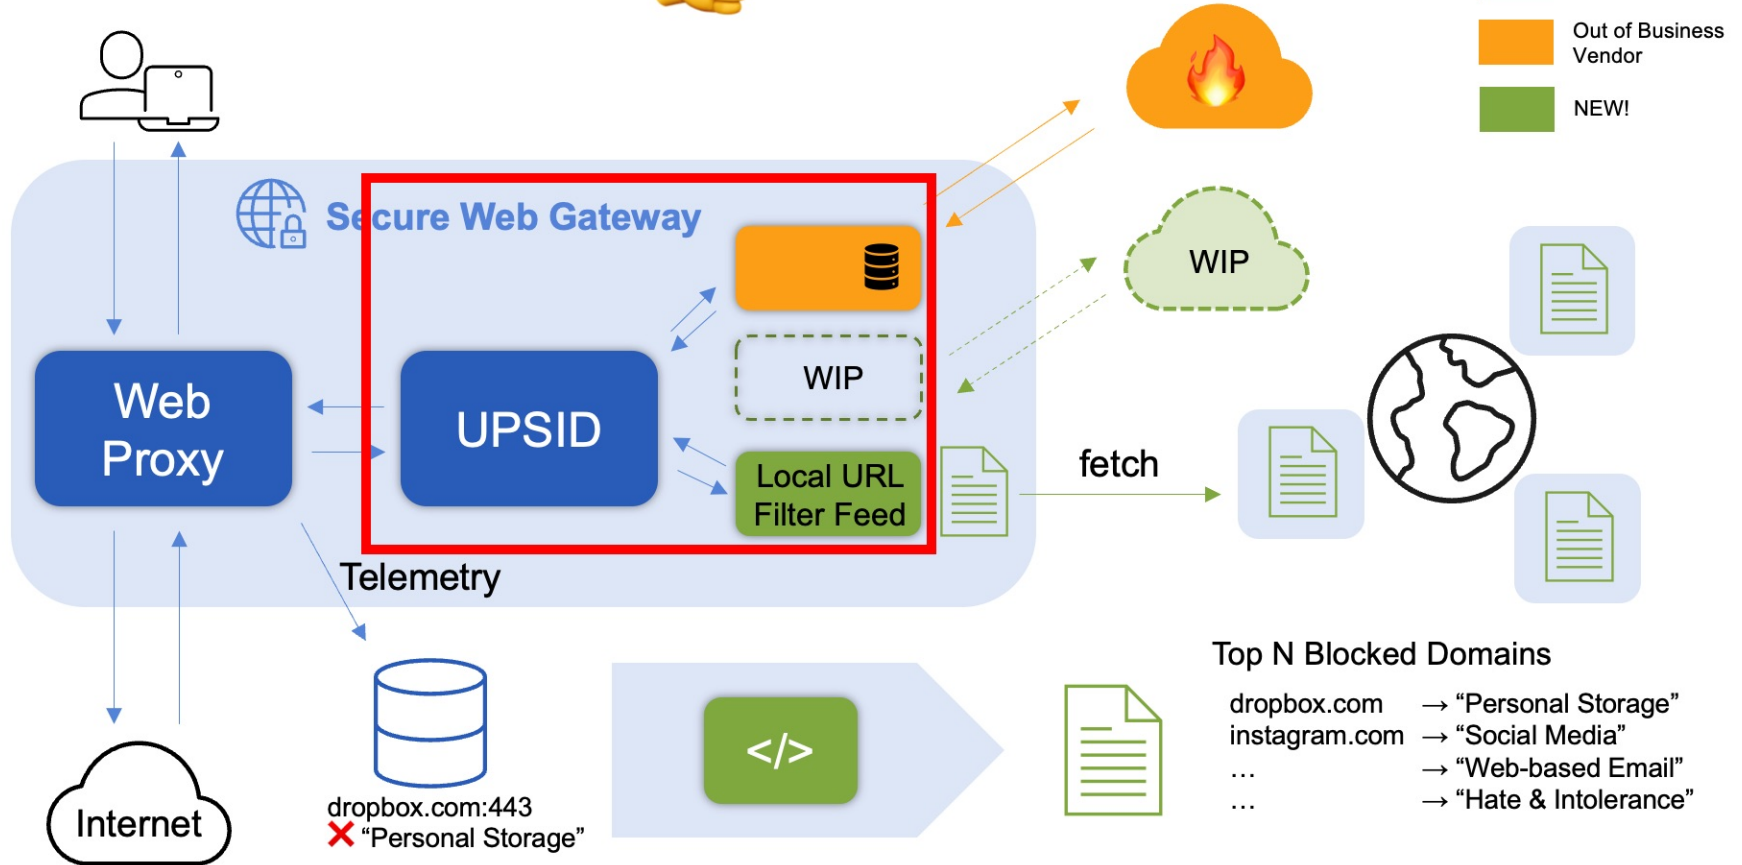 Out of Business
Vendor
NEW!
Secure Web Gateway
WIP
WIP
Web
Proxy
UPSID
Local URL
Filter Feed
fetch
Telemetry
Top N Blocked Domains
dropbox.com → “Personal Storage”
instagram.com → “Social Media”
… → “Web-based Email”
… → “Hate & Intolerance”
</>
Internet
dropbox.com:443
❌ “Personal Storage”